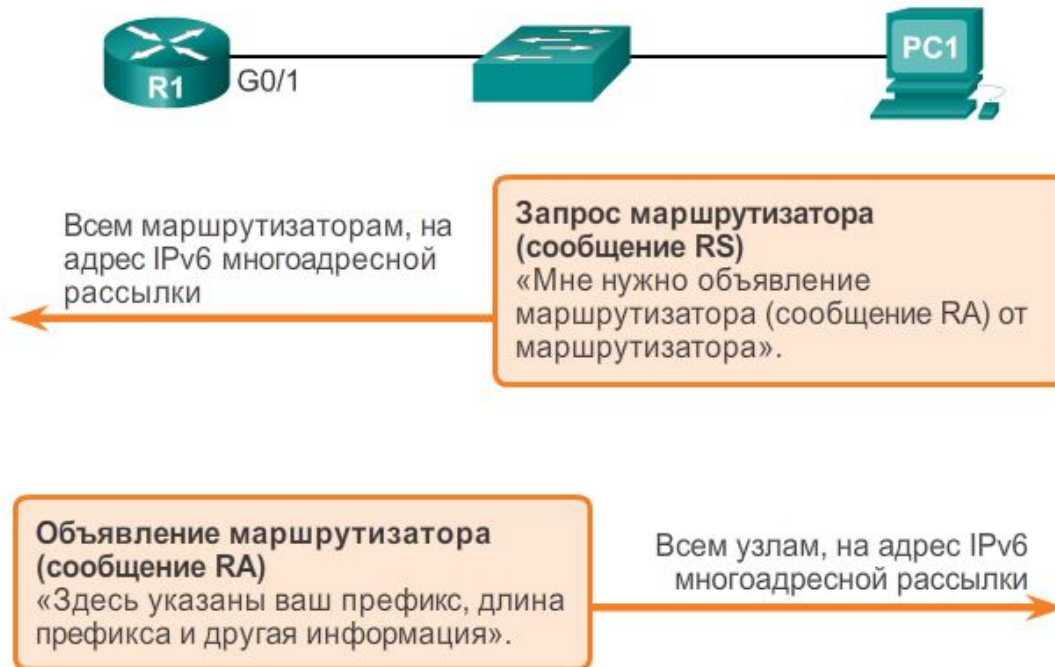 R1
G0/1
PC1
Всем маршрутизаторам, на
адрес IPv6 многоадресной
рассылки
Запрос маршрутизатора
(сообщение RS)
«Мне нужно объявление
маршрутизатора (сообщение RA) от
маршрутизатора».
Объявление маршрутизатора
(сообщение RA)
«Здесь указаны ваш префикс, длина
префикса и другая информация».
Всем узлам, на адрес IPv6
многоадресной рассылки